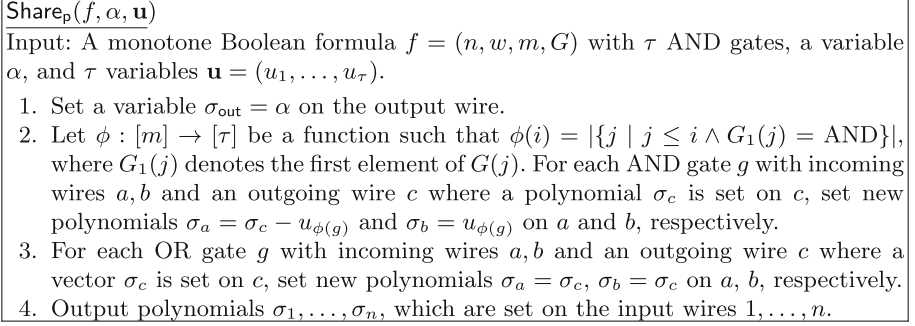 Share_p(f, α, u)
Input: A monotone Boolean formula f = (n, w, m, G) with τ AND gates, a variable
α, and τ variables u = (u_1, . . . , u_τ).
1. Set a variable σ_out = α on the output wire.
2. Let ϕ : [m] → [τ] be a function such that ϕ(i) = |{j | j ≤ i ∧ G_1(j) = AND}|,
where G_1(j) denotes the first element of G(j). For each AND gate g with incoming
wires a, b and an outgoing wire c where a polynomial σ_c is set on c, set new
polynomials σ_a = σ_c − u_ϕ(g) and σ_b = u_ϕ(g) on a and b, respectively.
3. For each OR gate g with incoming wires a, b and an outgoing wire c where a
vector σ_c is set on c, set new polynomials σ_a = σ_c, σ_b = σ_c on a, b, respectively.
4. Output polynomials σ_1, . . . , σ_n, which are set on the input wires 1, . . . , n.